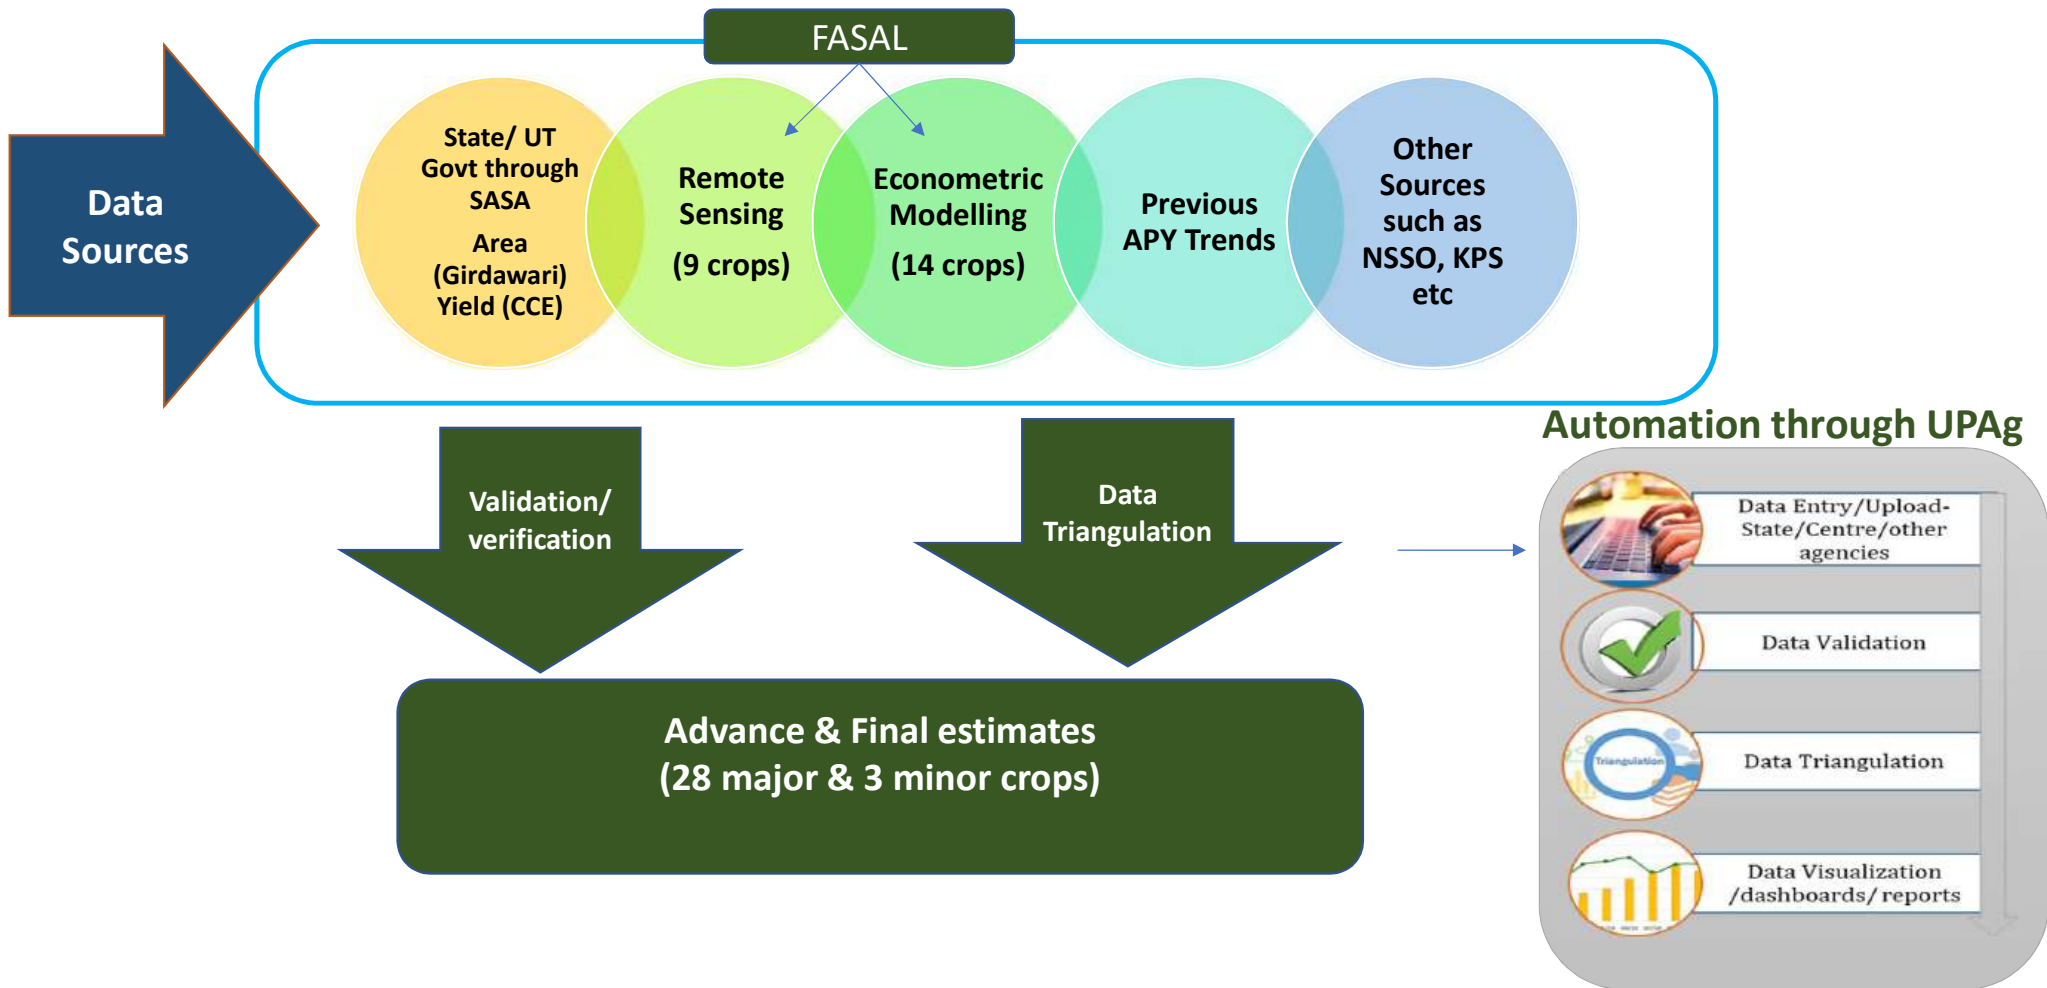 FASAL
Data
Sources
State/ UT
Govt through
SASA
Area
(Girdawari)
Yield (CCE)
Remote
Sensing
(9 crops)
Econometric
Modelling
(14 crops)
Previous
APY Trends
Other
Sources
such as
NSSO, KPS
etc
Validation/
verification
Data
Triangulation
Advance & Final estimates
(28 major & 3 minor crops)
Automation through UPAg
Data Entry/Upload-
State/Centre/other
agencies
Data Validation
Triangulation
Data Triangulation
Data Visualization
/dashboards/ reports